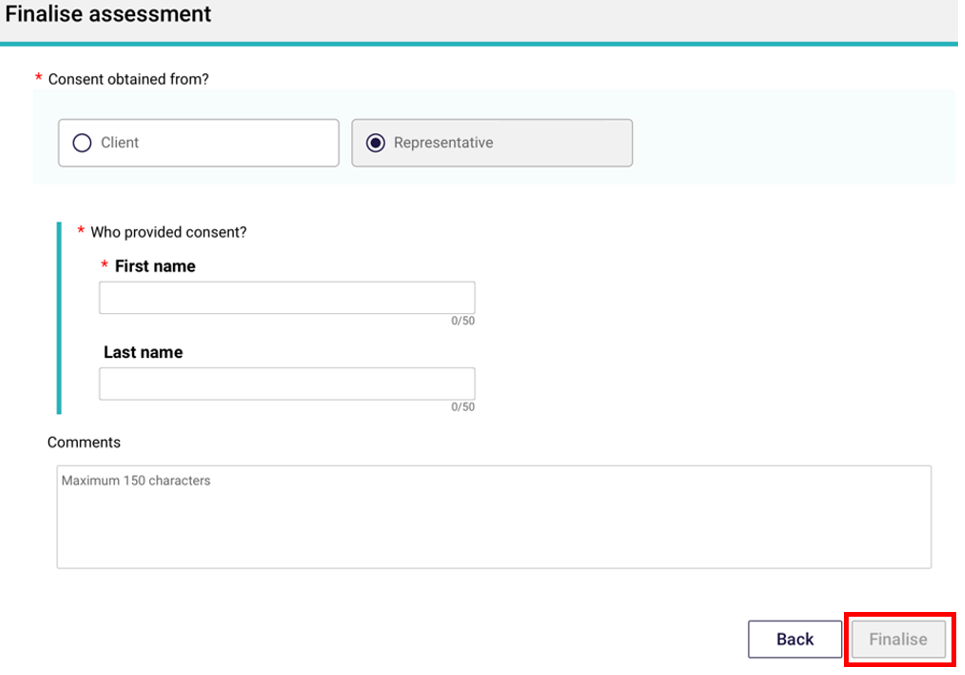 Finalise assessment
* Consent obtained from?
Client Representative
* Who provided consent?
* First name
0/50
Last name
0/50
Comments
Maximum 150 characters
Back Finalise